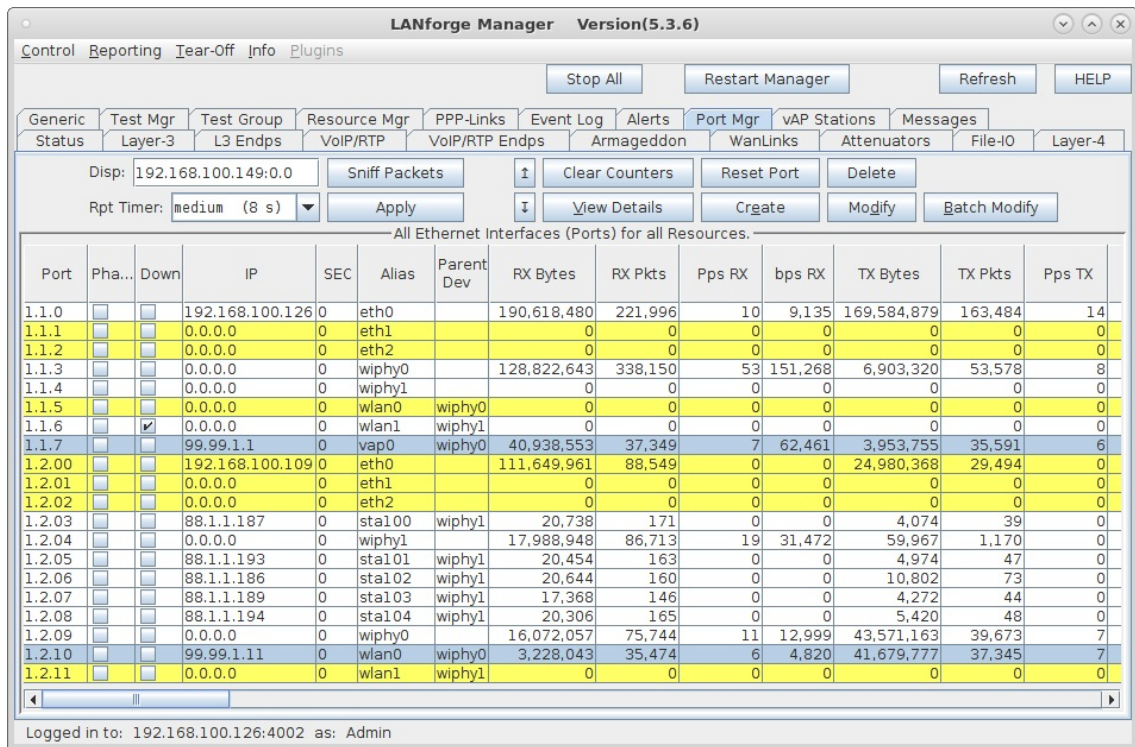 LANforge Manager Version(5.3.6)
Control Reporting Tear-Off Info Plugins
Stop All Restart Manager Refresh HELP
Generic Test Mgr Test Group Resource Mgr PPP-Links Event Log Alerts Port Mgr vAP Stations Messages
Status Layer-3 L3 Endps VoIP/RTP VoIP/RTP Endps Armageddon WanLinks Attenuators File-IO Layer-4
Disp: 192.168.100.149:0.0 Sniff Packets Clear Counters Reset Port Delete
Rpt Timer: medium (8 s) Apply View Details Create Modify Batch Modify
All Ethernet Interfaces (Ports) for all Resources.
Port Pha... Down IP SEC Alias Parent Dev RX Bytes RX Pkts Pps RX bps RX TX Bytes TX Pkts Pps TX
1.1.0 192.168.100.126 0 eth0 190,618,480 221,996 10 9,135 169,584,879 163,484 14
1.1.1 0.0.0.0 0 eth1 0 0 0 0 0 0 0
1.1.2 0.0.0.0 0 eth2 0 0 0 0 0 0 0
1.1.3 0.0.0.0 0 wiphy0 128,822,643 338,150 53 151,268 6,903,320 53,578 8
1.1.4 0.0.0.0 0 wiphy1 0 0 0 0 0 0 0
1.1.5 0.0.0.0 0 wlan0 wiphy0 0 0 0 0 0 0 0
1.1.6 0.0.0.0 0 wlan1 wiphy1 0 0 0 0 0 0 0
1.1.7 99.99.1.1 0 vap0 wiphy0 40,938,553 37,349 7 62,461 3,953,755 35,591 6
1.2.00 192.168.100.109 0 eth0 111,649,961 88,549 0 0 24,980,368 29,494 0
1.2.01 0.0.0.0 0 eth1 0 0 0 0 0 0 0
1.2.02 0.0.0.0 0 eth2 0 0 0 0 0 0 0
1.2.03 88.1.1.187 0 sta100 wiphy1 20,738 171 0 0 4,074 39 0
1.2.04 0.0.0.0 0 wiphy1 17,988,948 86,713 19 31,472 59,967 1,170 0
1.2.05 88.1.1.193 0 sta101 wiphy1 20,454 163 0 0 4,974 47 0
1.2.06 88.1.1.186 0 sta102 wiphy1 20,644 160 0 0 10,802 73 0
1.2.07 88.1.1.189 0 sta103 wiphy1 17,368 146 0 0 4,272 44 0
1.2.08 88.1.1.194 0 sta104 wiphy1 20,306 165 0 0 5,420 48 0
1.2.09 0.0.0.0 0 wiphy0 16,072,057 75,744 11 12,999 43,571,163 39,673 7
1.2.10 99.99.1.11 0 wlan0 wiphy0 3,228,043 35,474 6 4,820 41,679,777 37,345 7
1.2.11 0.0.0.0 0 wlan1 wiphy1 0 0 0 0 0 0 0
Logged in to: 192.168.100.126:4002 as: Admin